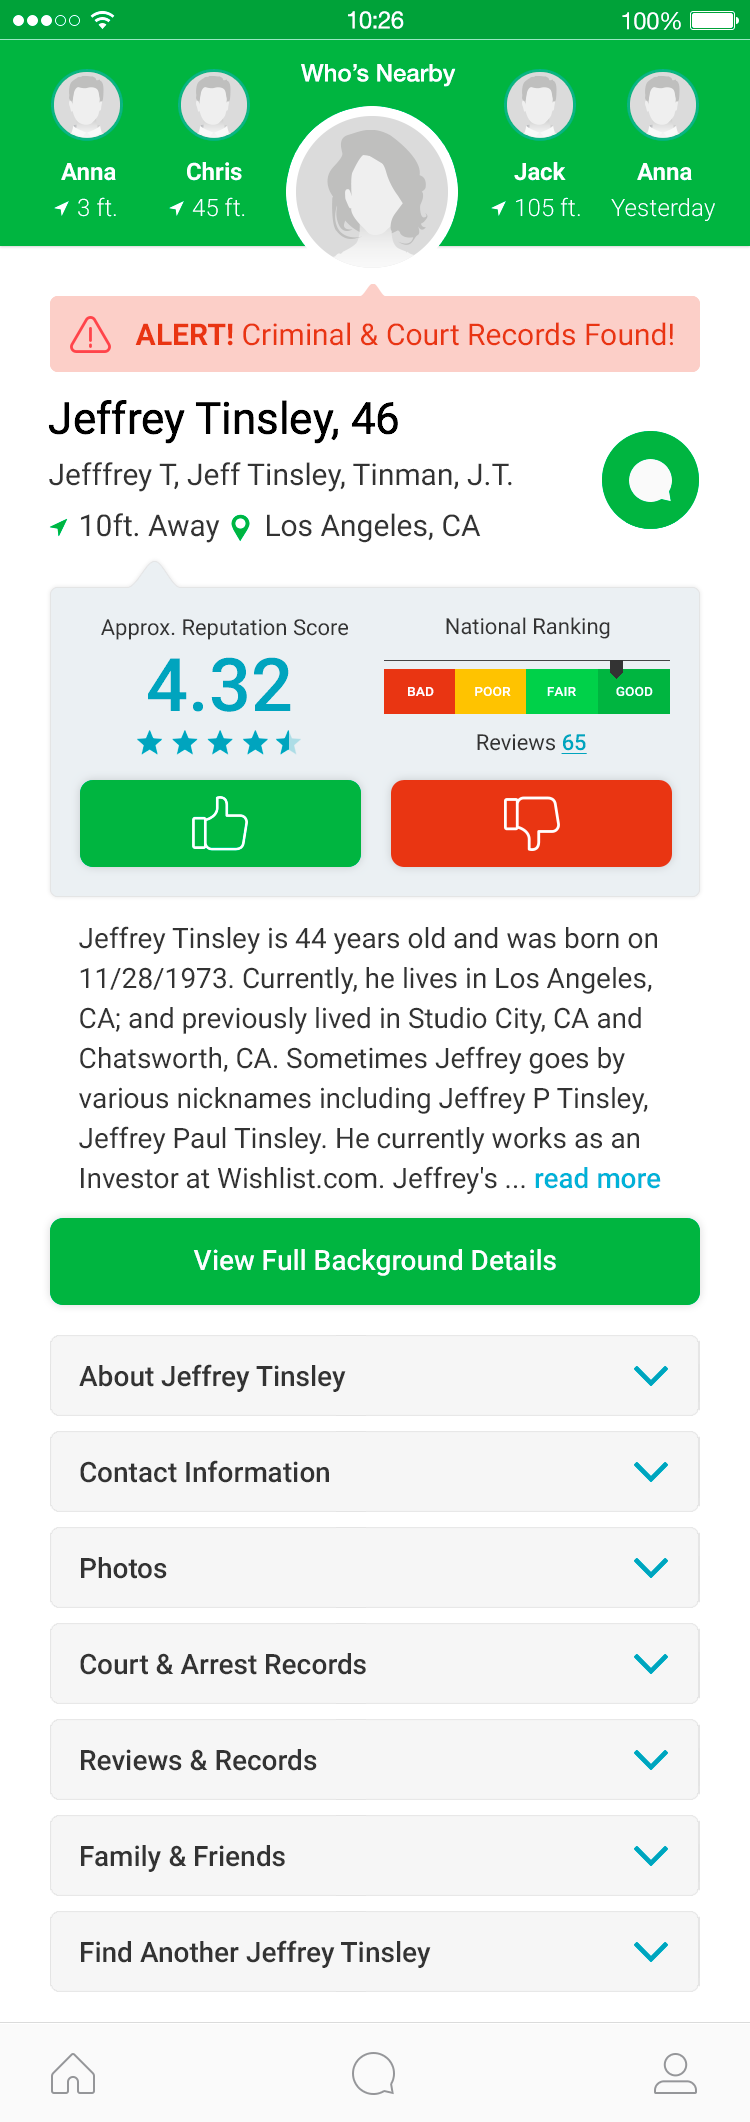 10:26
100%
Who's Nearby
Anna
3 ft.
Chris
45 ft.
Jack
105 ft.
Anna
Yesterday
ALERT! Criminal & Court Records Found!
Jeffrey Tinsley, 46
Jefffrey T, Jeff Tinsley, Tinman, J.T.
10ft. Away Los Angeles, CA
Approx. Reputation Score
4.32
National Ranking
BAD POOR FAIR GOOD
Reviews 65
Jeffrey Tinsley is 44 years old and was born on
11/28/1973. Currently, he lives in Los Angeles,
CA; and previously lived in Studio City, CA and
Chatsworth, CA. Sometimes Jeffrey goes by
various nicknames including Jeffrey P Tinsley,
Jeffrey Paul Tinsley. He currently works as an
Investor at Wishlist.com. Jeffrey's ... read more
View Full Background Details
About Jeffrey Tinsley
Contact Information
Photos
Court & Arrest Records
Reviews & Records
Family & Friends
Find Another Jeffrey Tinsley